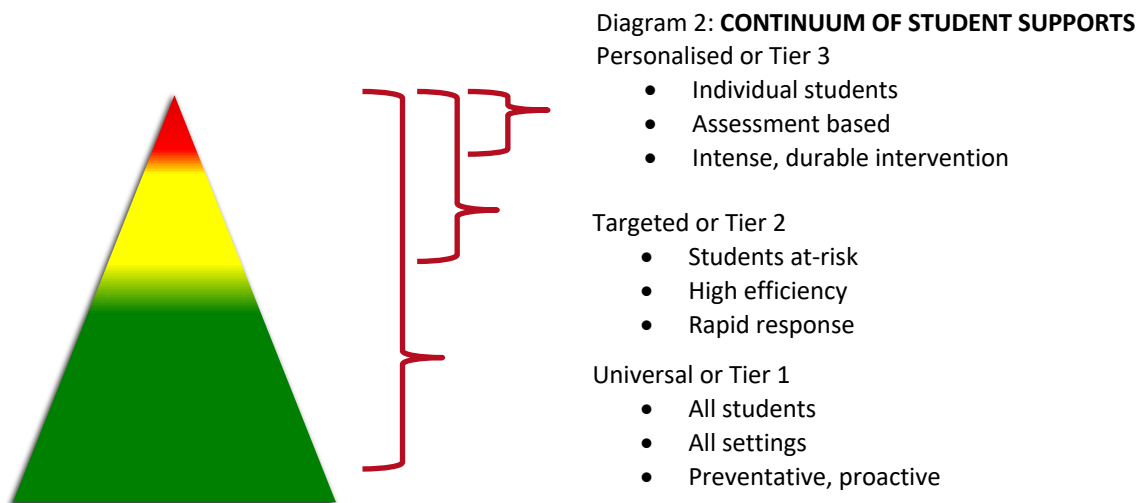 Diagram 2: CONTINUUM OF STUDENT SUPPORTS
Personalised or Tier 3
• Individual students
• Assessment based
• Intense, durable intervention
Targeted or Tier 2
• Students at-risk
• High efficiency
• Rapid response
Universal or Tier 1
• All students
• All settings
• Preventative, proactive